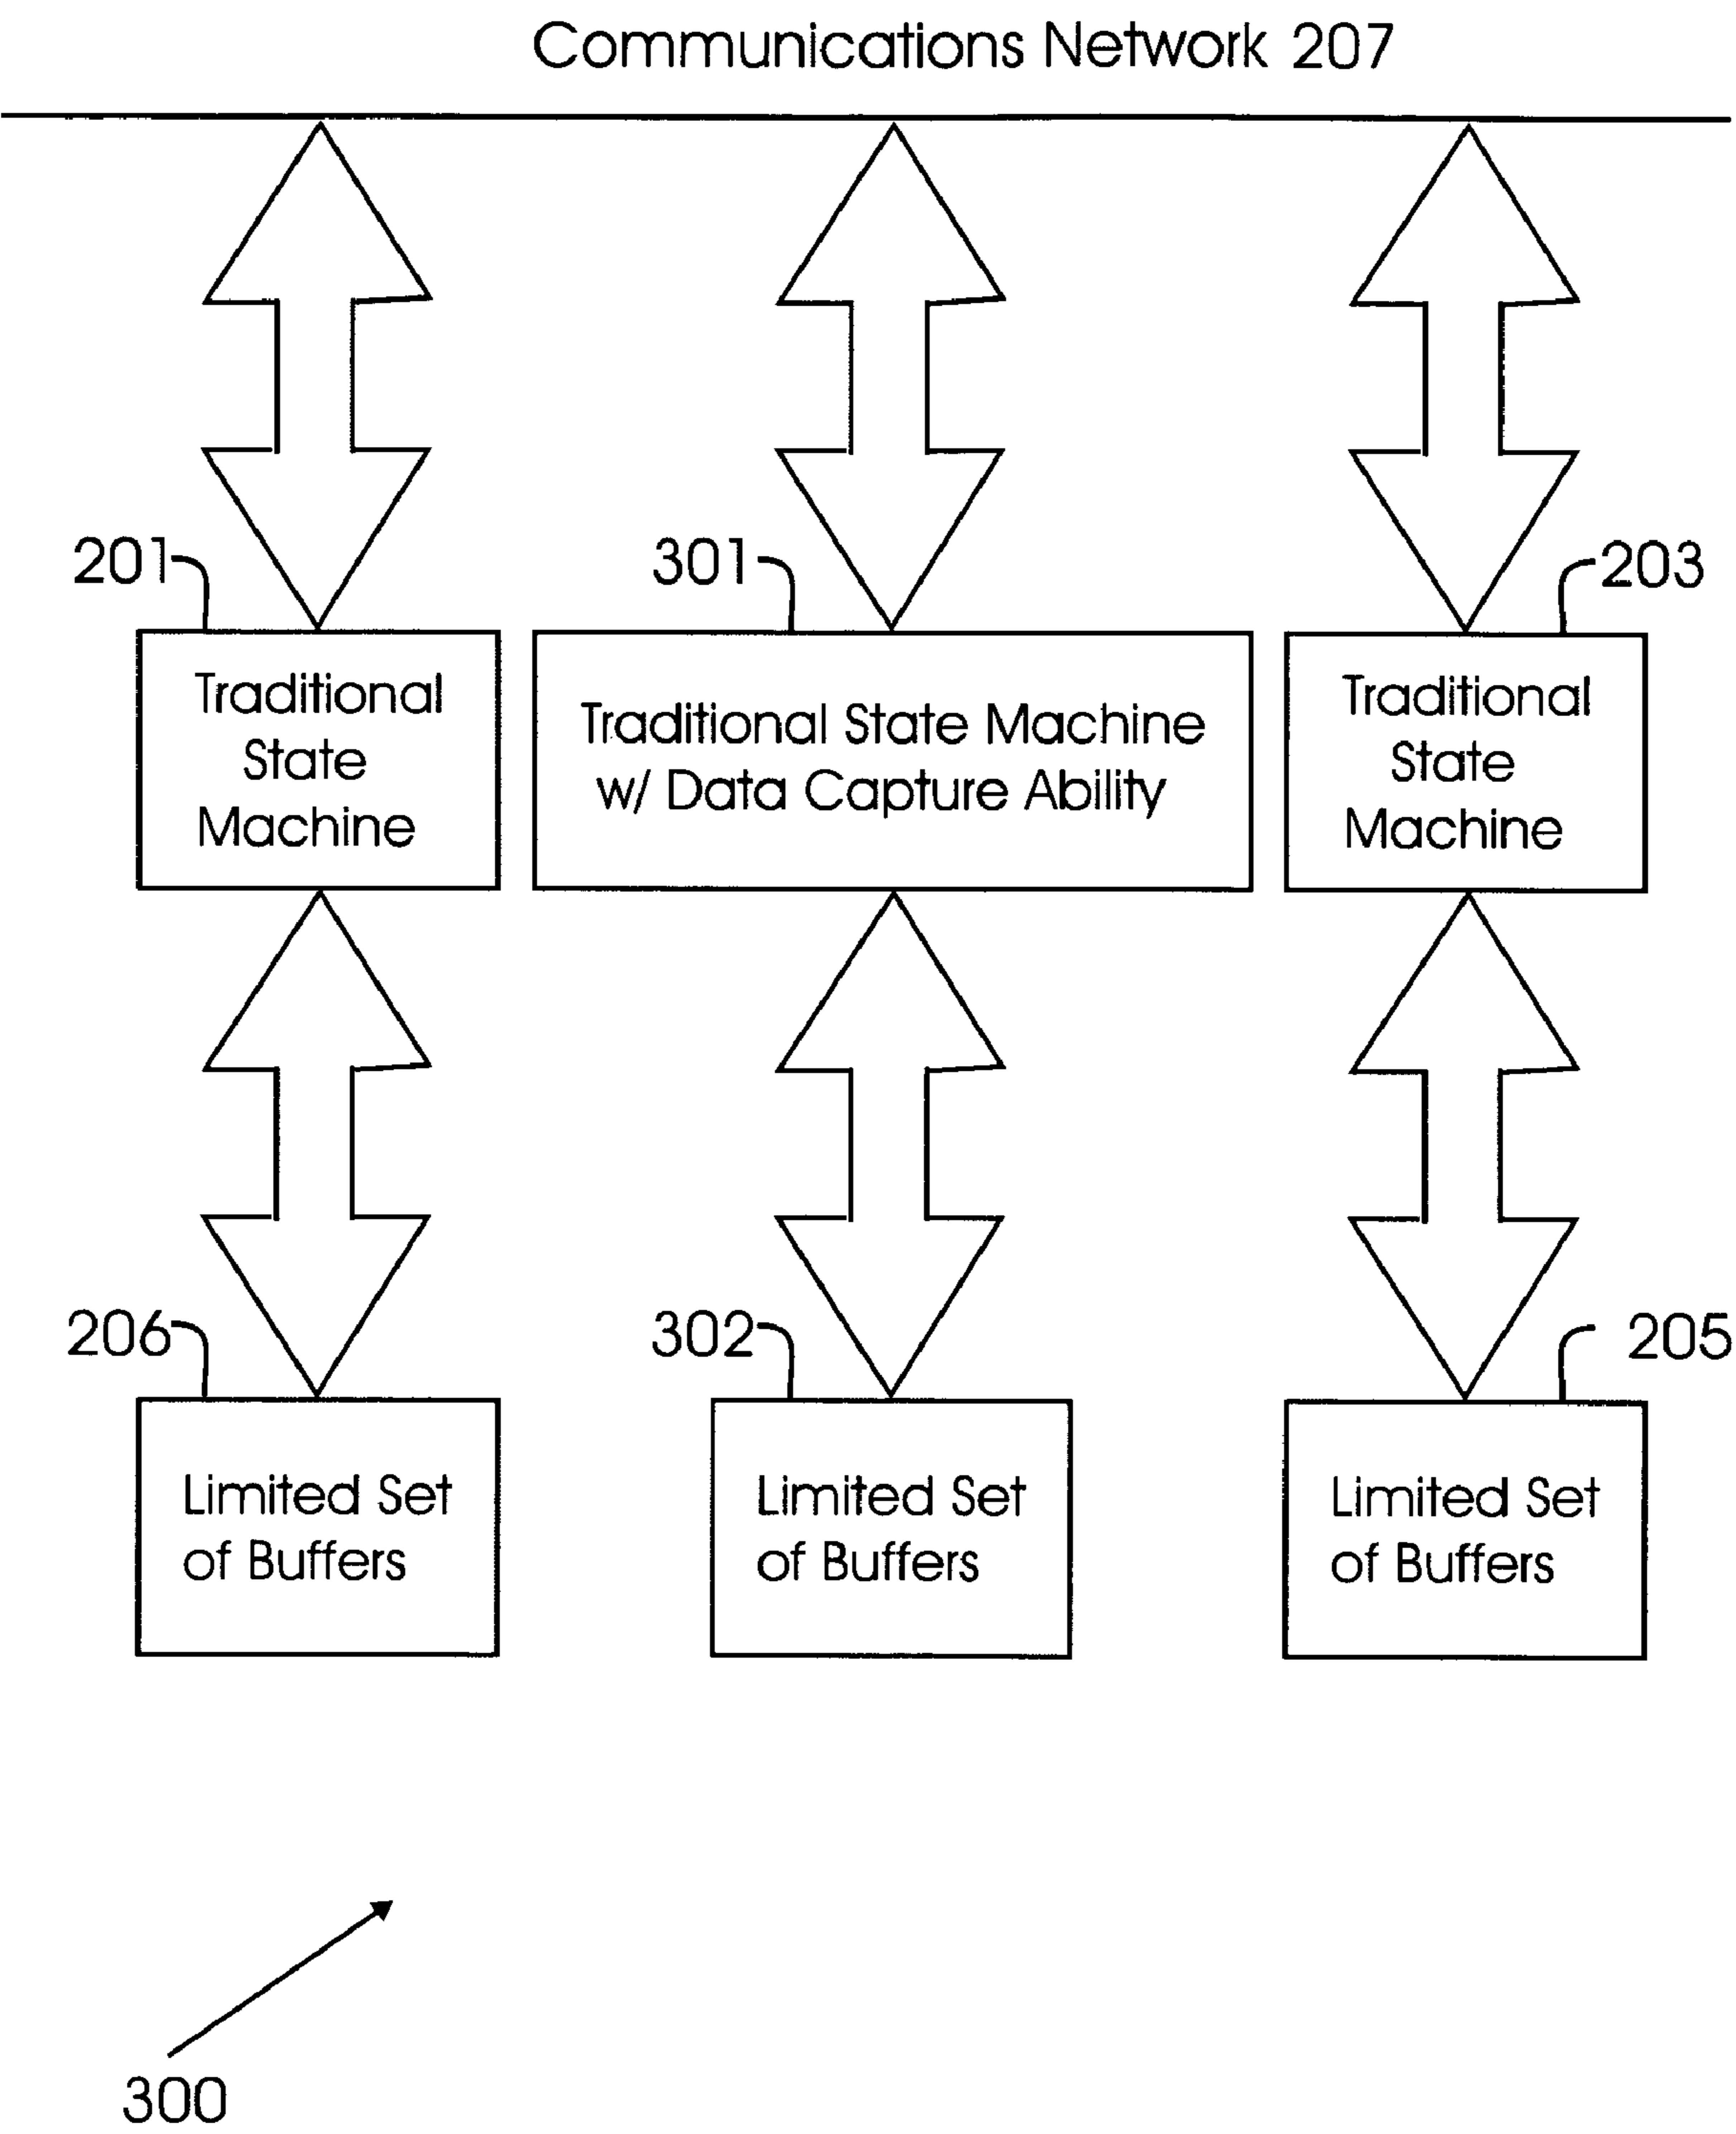 Communications Network 207
201
301
203
Traditional
State
Machine
Traditional State Machine
w/ Data Capture Ability
Traditional
State
Machine
206
302
205
Limited Set
of Buffers
Limited Set
of Buffers
Limited Set
of Buffers
300